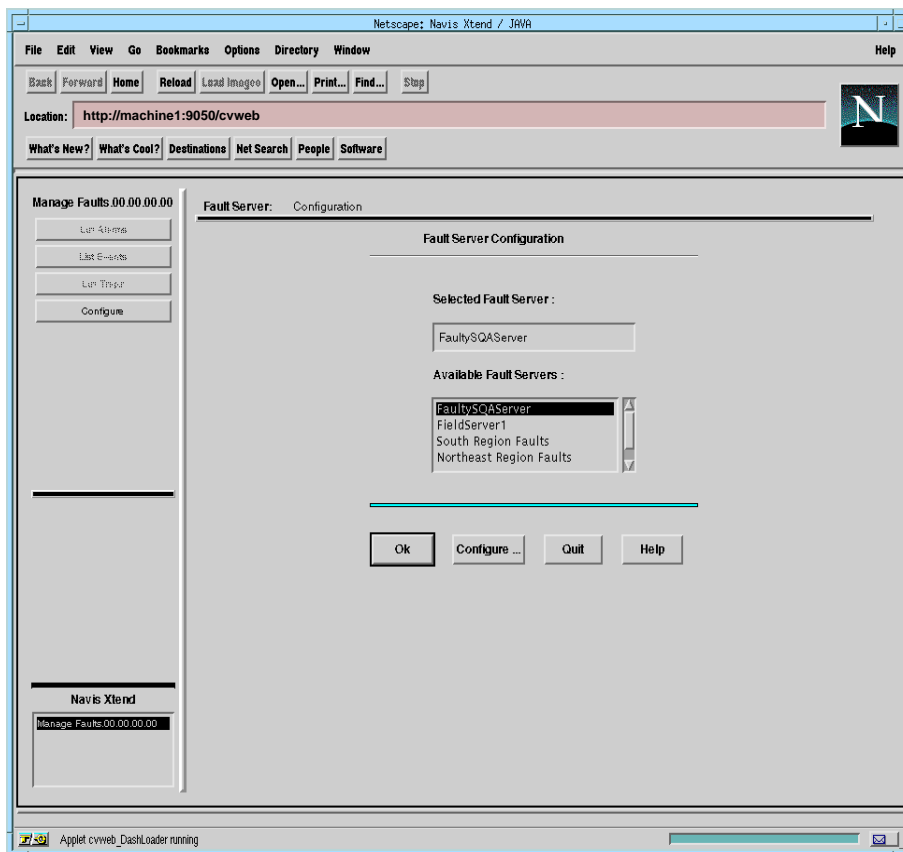 Netscape: Navis Xtend / JAVA
File Edit View Go Bookmarks Options Directory Window Help
Back Forward Home Reload Load Images Open... Print... Find... Stop
N
Location: http://machine1:9050/cvweb
What's New? What's Cool? Destinations Net Search People Software
Manage Faults.00.00.00.00
List Events
Configure
Fault Server: Configuration
Fault Server Configuration
Selected Fault Server :
FaultySQAServer
Available Fault Servers :
FaultySQAServer
FieldServer1
South Region Faults
Northeast Region Faults
Ok Configure ... Quit Help
Navis Xtend
Manage Faults.00.00.00.00
Applet cvweb_DashLoader running